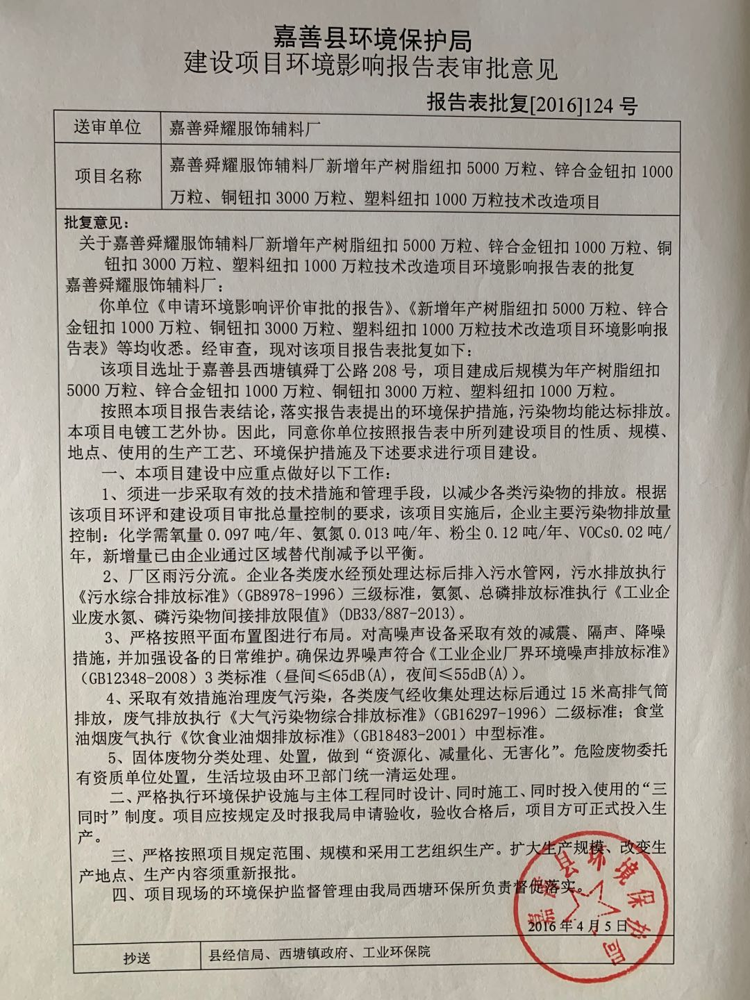 嘉善县环境保护局
建设项目环境影响报告表审批意见
报告表批复[2016]124 号
送审单位
嘉善舜耀服饰辅料厂
项目名称
嘉善舜耀服饰辅料厂新增年产树脂纽扣 5000 万粒、锌合金钮扣 1000
万粒、铜钮扣 3000 万粒、塑料纽扣 1000 万粒技术改造项目
批复意见：
关于嘉善舜耀服饰辅料厂新增年产树脂纽扣 5000 万粒、锌合金钮扣 1000 万粒、铜
钮扣 3000 万粒、塑料纽扣 1000 万粒技术改造项目环境影响报告表的批复
嘉善舜耀服饰辅料厂：
你单位《申请环境影响评价审批的报告》、《新增年产树脂纽扣 5000 万粒、锌合
金钮扣 1000 万粒、铜钮扣 3000 万粒、塑料纽扣 1000 万粒技术改造项目环境影响报
告表》等均收悉。经审查，现对该项目报告表批复如下：
该项目选址于嘉善县西塘镇舜丁公路 208 号，项目建成后规模为年产树脂纽扣
5000 万粒、锌合金钮扣 1000 万粒、铜钮扣 3000 万粒、塑料纽扣 1000 万粒。
按照本项目报告表结论，落实报告表提出的环境保护措施，污染物均能达标排放。
本项目电镀工艺外协。因此，同意你单位按照报告表中所列建设项目的性质、规模、
地点、使用的生产工艺、环境保护措施及下述要求进行项目建设。
一、本项目建设中应重点做好以下工作：
1、须进一步采取有效的技术措施和管理手段，以减少各类污染物的排放。根据
该项目环评和建设项目审批总量控制的要求，该项目实施后，企业主要污染物排放量
控制：化学需氧量 0.097 吨/年、氨氮 0.013 吨/年、粉尘 0.12 吨/年、VOCs0.02 吨/
年，新增量已由企业通过区域替代削减予以平衡。
2、厂区雨污分流。企业各类废水经预处理达标后排入污水管网，污水排放执行
《污水综合排放标准》（GB8978-1996）三级标准，氨氮、总磷排放标准执行《工业企
业废水氮、磷污染物间接排放限值》(DB33/887-2013)。
3、严格按照平面布置图进行布局。对高噪声设备采取有效的减震、隔声、降噪
措施，并加强设备的日常维护。确保边界噪声符合《工业企业厂界环境噪声排放标准》
（GB12348-2008）3 类标准（昼间≤65dB(A)，夜间≤55dB(A)）。
4、采取有效措施治理废气污染，各类废气经收集处理达标后通过 15 米高排气筒
排放，废气排放执行《大气污染物综合排放标准》（GB16297-1996）二级标准；食堂
油烟废气执行《饮食业油烟排放标准》（GB18483-2001）中型标准。
5、固体废物分类处理、处置，做到“资源化、减量化、无害化”。危险废物委托
有资质单位处置，生活垃圾由环卫部门统一清运处理。
二、严格执行环境保护设施与主体工程同时设计、同时施工、同时投入使用的“三
同时”制度。项目应按规定及时报我局申请验收，验收合格后，项目方可正式投入生
产。
三、严格按照项目规定范围、规模和采用工艺组织生产。扩大生产规模、改变生
产地点、生产内容须重新报批。
四、项目现场的环境保护监督管理由我局西塘环保所负责督促落实。
嘉善县环境保护局
2016 年 4 月 5 日
抄送
县经信局、西塘镇政府、工业环保院